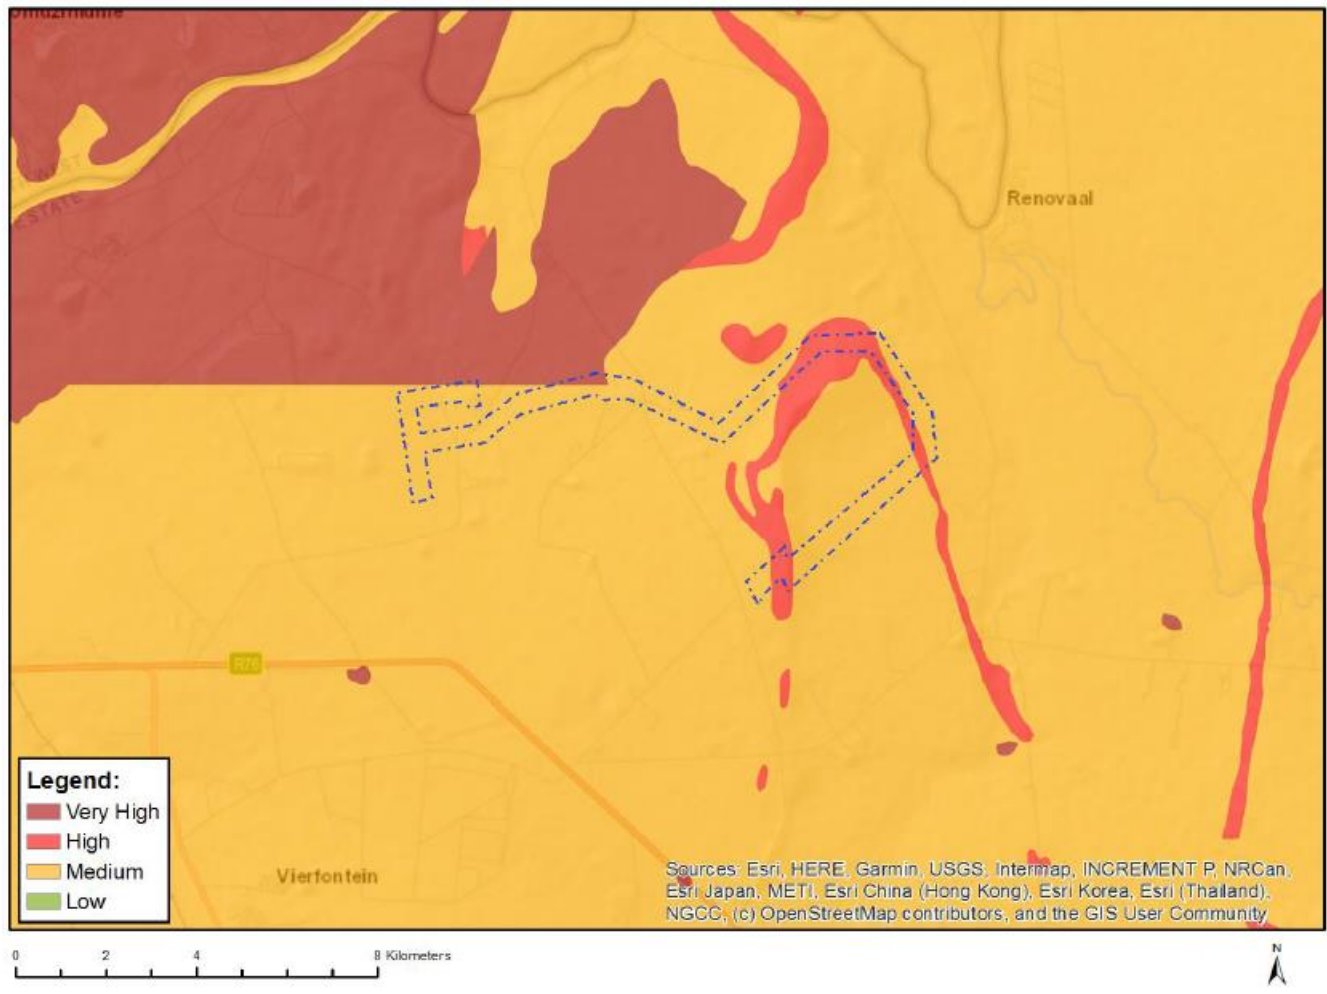 WEST
ESTATE
Renovaal
R76
Legend:
Very High
High
Medium
Low
Vierfontein
Sources: Esri, HERE, Garmin, USGS, Intermap, INCREMENT P, NRCan,
Esri Japan, METI, Esri China (Hong Kong), Esri Korea, Esri (Thailand),
NGCC, (c) OpenStreetMap contributors, and the GIS User Community
0 2 4 8 Kilometers
N